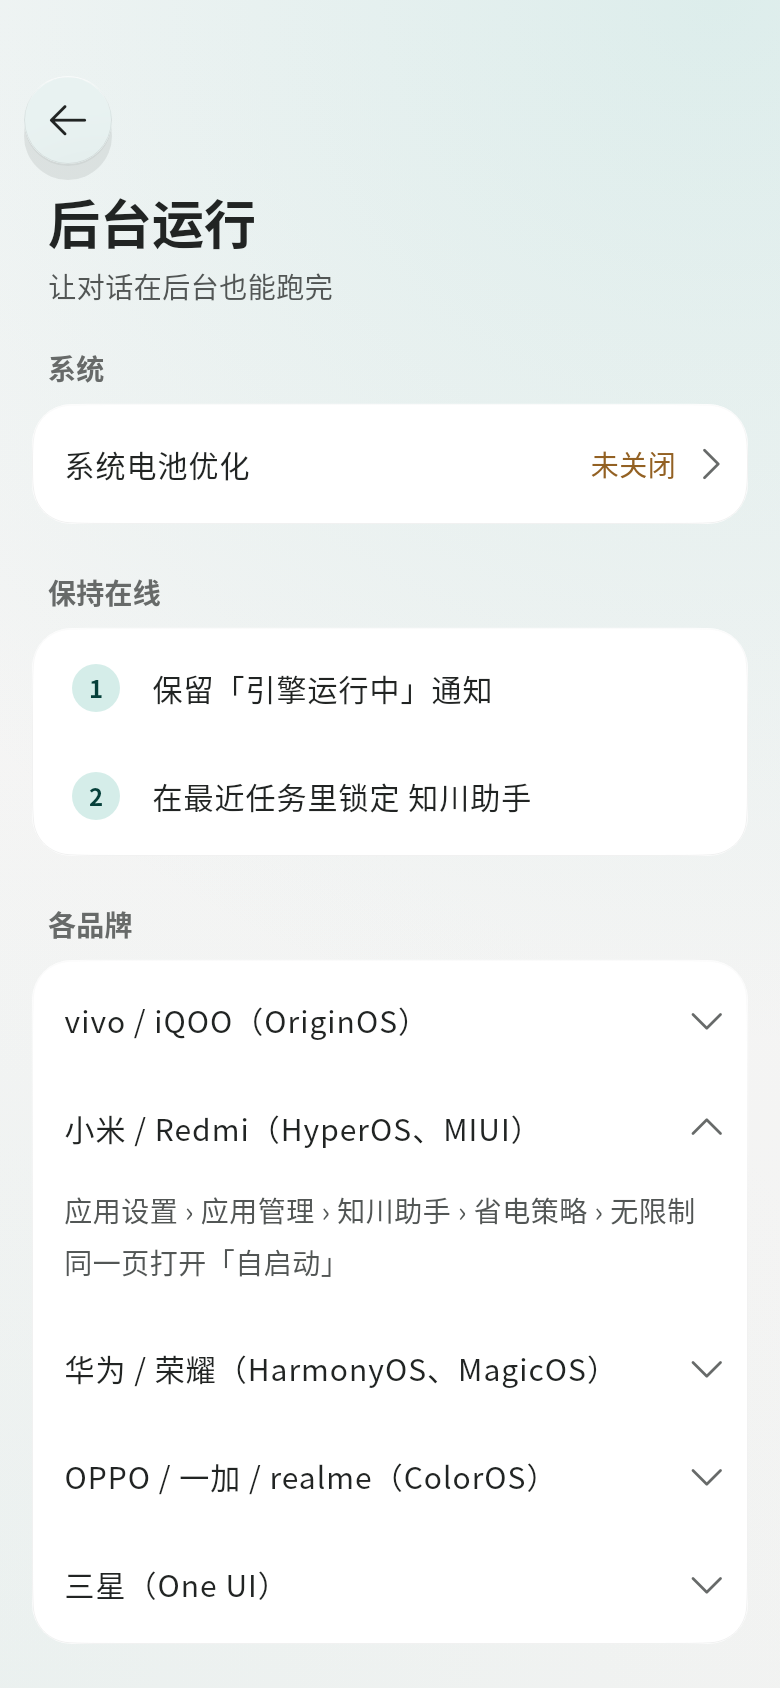 后台运行
让对话在后台也能跑完
系统
系统电池优化 未关闭
保持在线
1 保留「引擎运行中」通知
2 在最近任务里锁定 知川助手
各品牌
vivo / iQOO（OriginOS）
小米 / Redmi（HyperOS、MIUI）
应用设置 › 应用管理 › 知川助手 › 省电策略 › 无限制
同一页打开「自启动」
华为 / 荣耀（HarmonyOS、MagicOS）
OPPO / 一加 / realme（ColorOS）
三星（One UI）